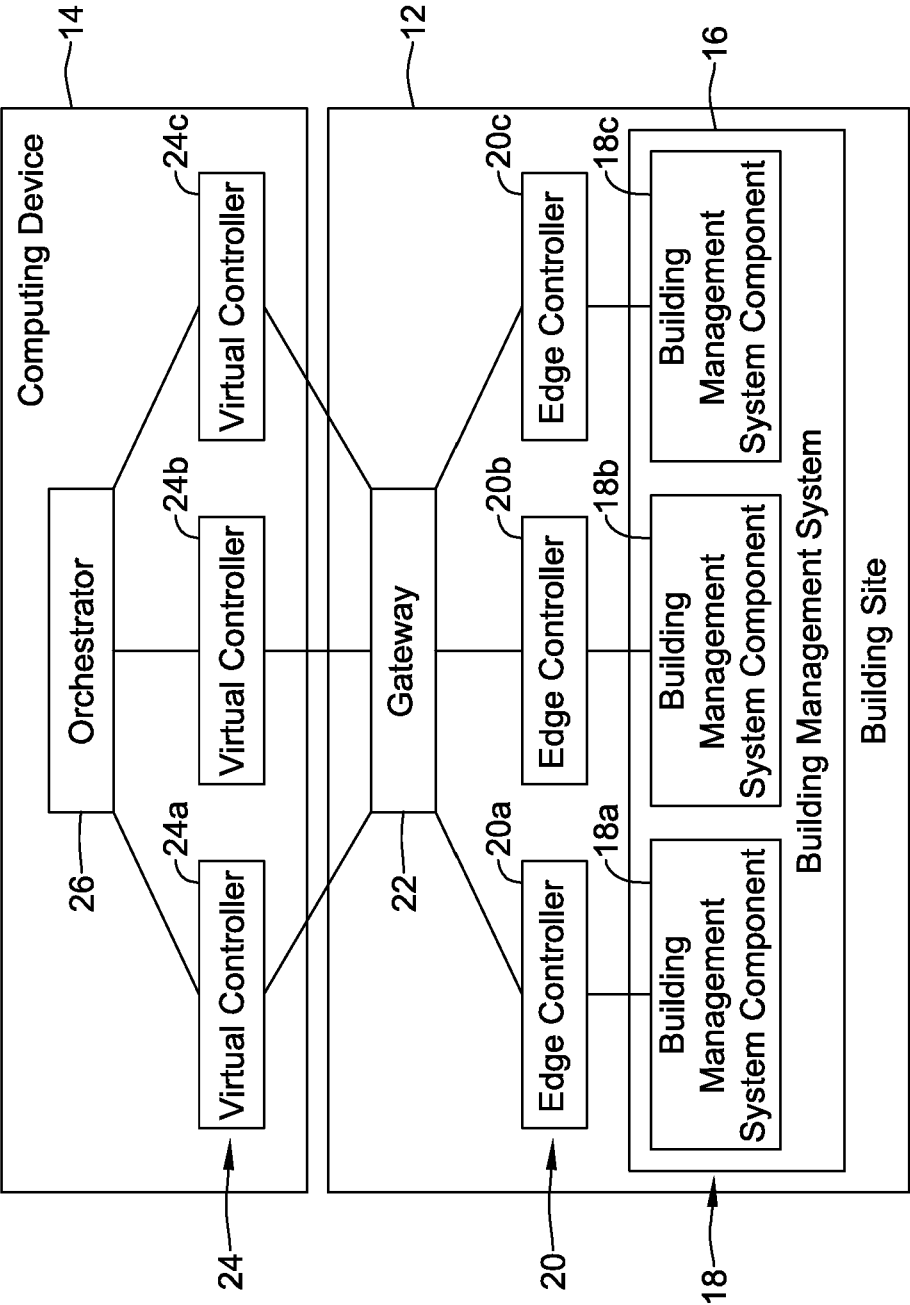 14
Computing Device
Orchestrator
26
24a
24b
24c
Virtual Controller
Virtual Controller
Virtual Controller
24
12
Gateway
22
20a
20b
20c
Edge Controller
Edge Controller
Edge Controller
20
16
18a
18b
18c
Building
Management
System Component
Building
Management
System Component
Building
Management
System Component
18
Building Management System
Building Site